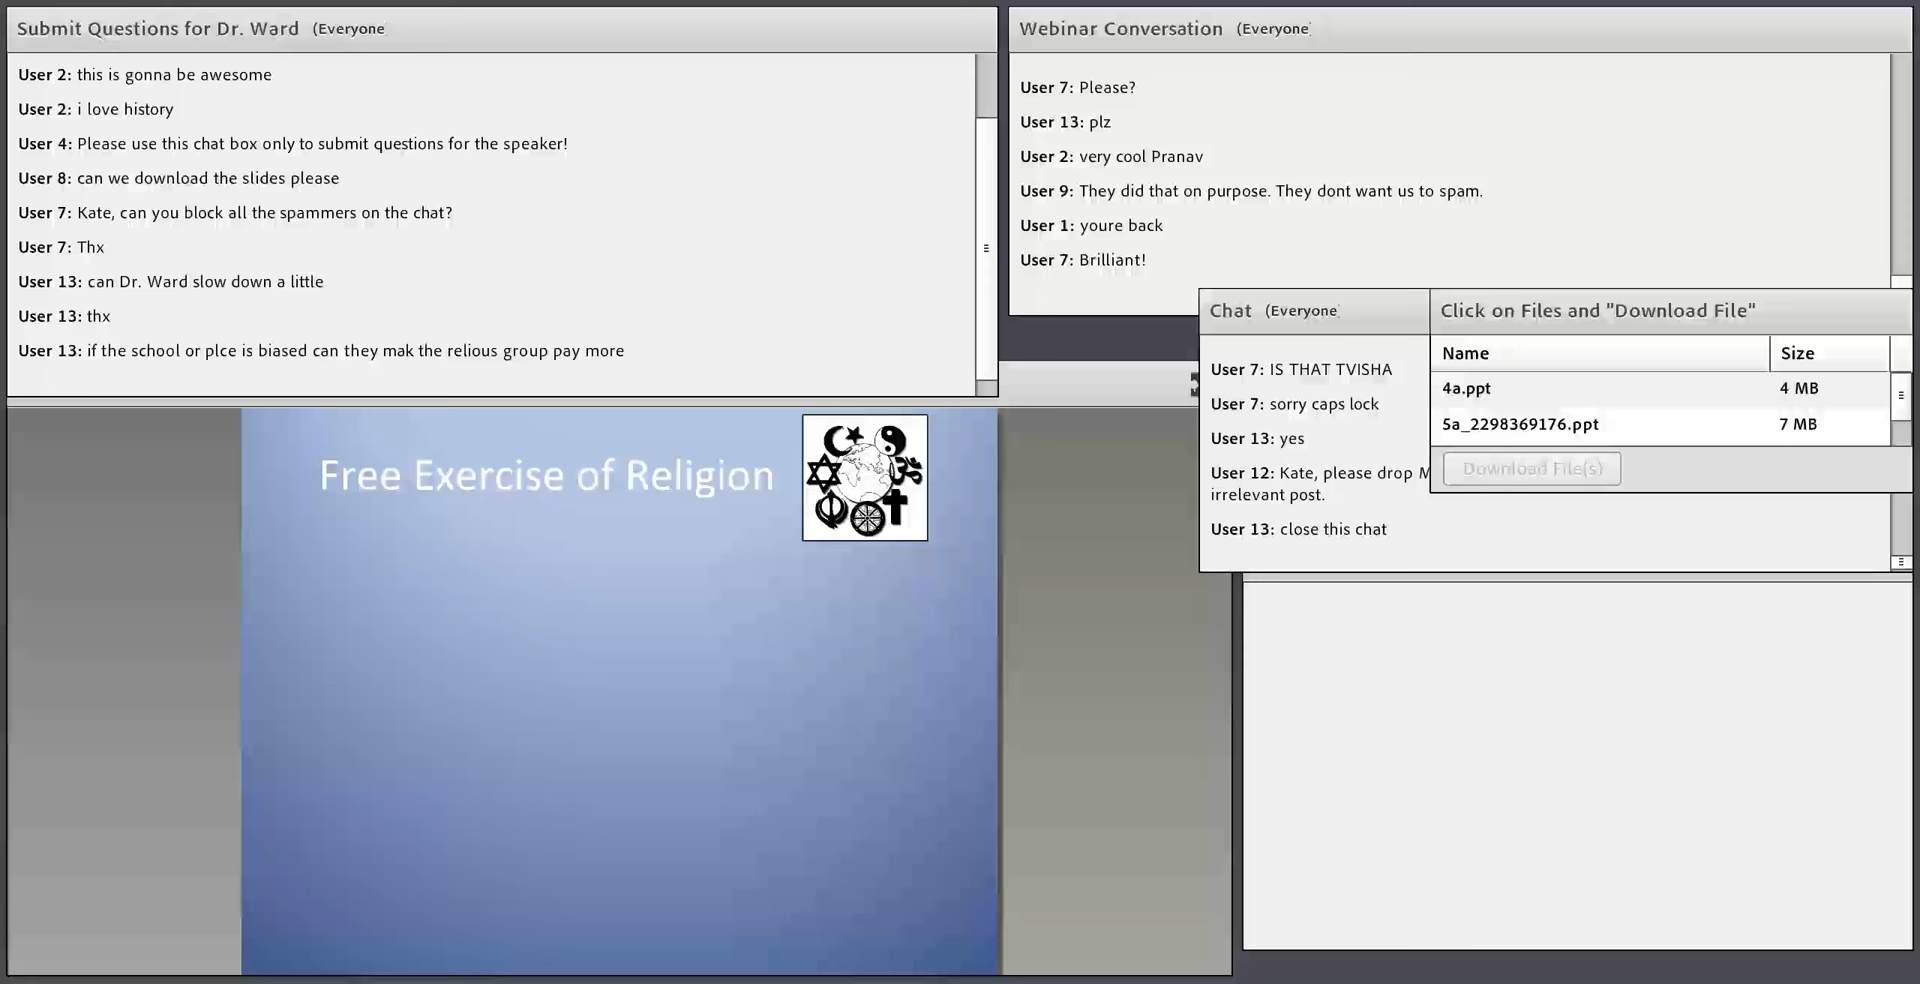 Submit Questions for Dr. Ward (Everyone
User 2: this is gonna be awesome
User 2: i love history
User 4: Please use this chat box only to submit questions for the speaker!
User 8: can we download the slides please
User 7: Kate, can you block all the spammers on the chat?
User 7: Thx
User 13: can Dr. Ward slow down a little
User 13: thx
User 13: if the school or plce is biased can they mak the relious group pay more
Webinar Conversation (Everyone
User 7: Please?
User 13: plz
User 2: very cool Pranav
User 9: They did that on purpose. They dont want us to spam.
User 1: youre back
User 7: Brilliant!
Chat (Everyone
User 7: IS THAT TVISHA
User 7: sorry caps lock
User 13: yes
User 12: Kate, please drop M
irrelevant post.
User 13: close this chat
Click on Files and "Download File"
Name Size
4a.ppt 4 MB
5a_2298369176.ppt 7 MB
Download File(s)
Free Exercise of Religion